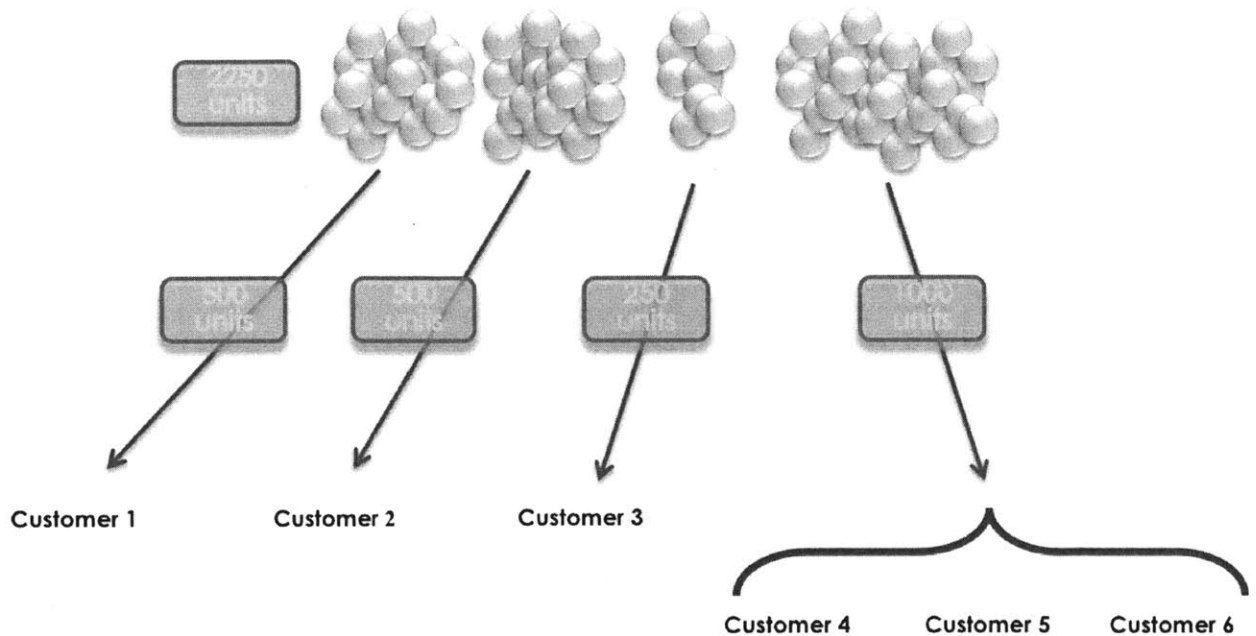 2250
units
500
units
500
units
250
units
1000
units
Customer 1
Customer 2
Customer 3
Customer 4
Customer 5
Customer 6